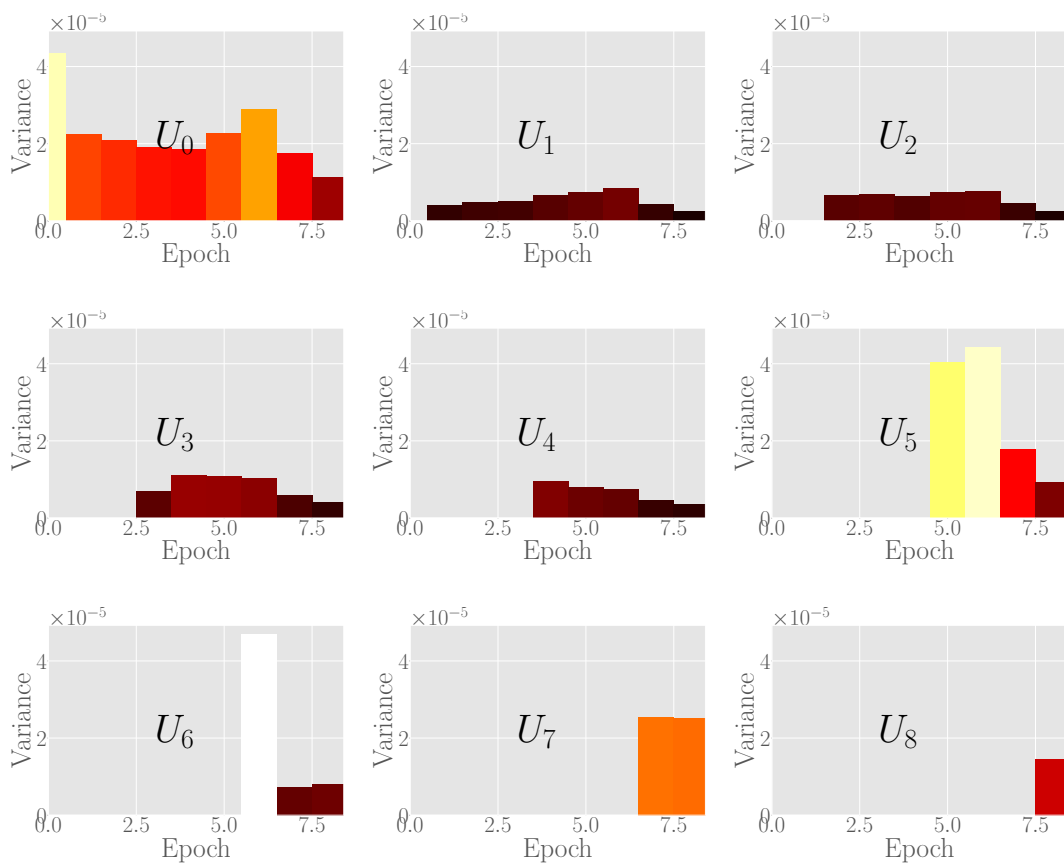 ×10⁻⁵ ×10⁻⁵ ×10⁻⁵
Variance 4 2 0 U₀ Variance 4 2 0 U₁ Variance 4 2 0 U₂
0.0 2.5 5.0 7.5 0.0 2.5 5.0 7.5 0.0 2.5 5.0 7.5
Epoch Epoch Epoch
×10⁻⁵ ×10⁻⁵ ×10⁻⁵
Variance 4 2 0 U₃ Variance 4 2 0 U₄ Variance 4 2 0 U₅
0.0 2.5 5.0 7.5 0.0 2.5 5.0 7.5 0.0 2.5 5.0 7.5
Epoch Epoch Epoch
×10⁻⁵ ×10⁻⁵ ×10⁻⁵
Variance 4 2 0 U₆ Variance 4 2 0 U₇ Variance 4 2 0 U₈
0.0 2.5 5.0 7.5 0.0 2.5 5.0 7.5 0.0 2.5 5.0 7.5
Epoch Epoch Epoch